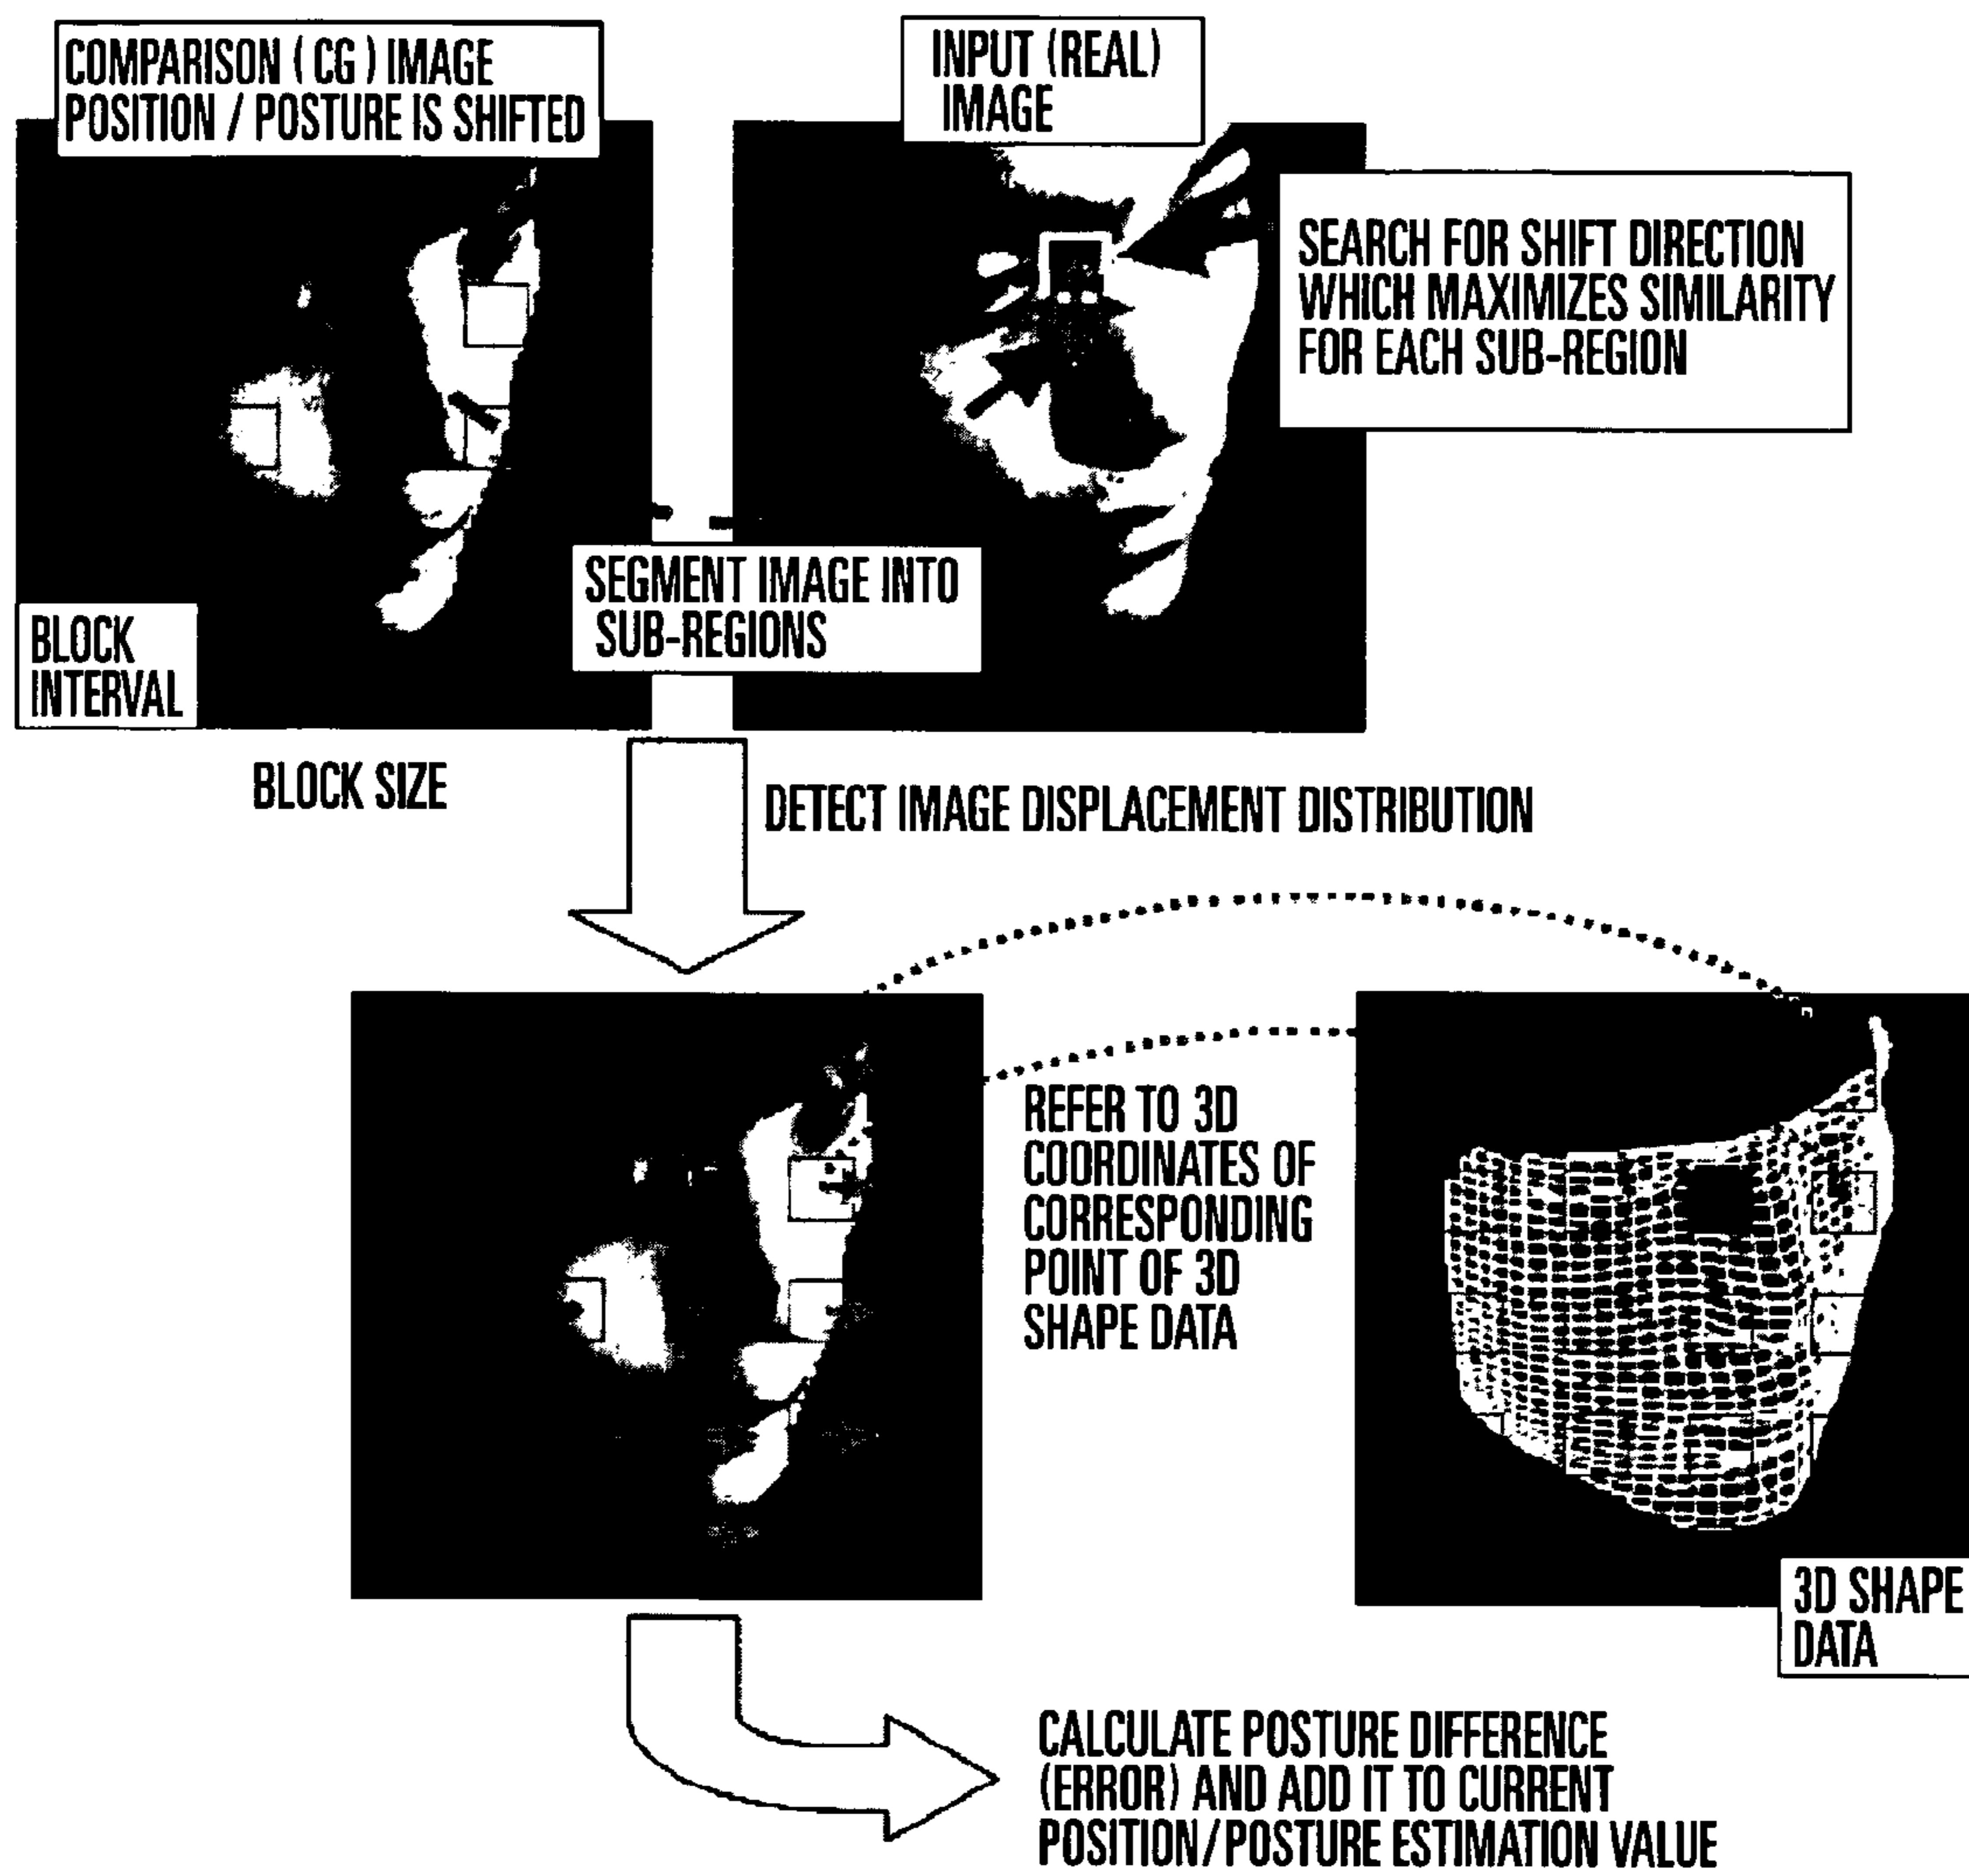 COMPARISON ( CG ) IMAGE
POSITION / POSTURE IS SHIFTED
INPUT (REAL)
IMAGE
SEARCH FOR SHIFT DIRECTION
WHICH MAXIMIZES SIMILARITY
FOR EACH SUB-REGION
SEGMENT IMAGE INTO
SUB-REGIONS
BLOCK
INTERVAL
BLOCK SIZE
DETECT IMAGE DISPLACEMENT DISTRIBUTION
REFER TO 3D
COORDINATES OF
CORRESPONDING
POINT OF 3D
SHAPE DATA
3D SHAPE
DATA
CALCULATE POSTURE DIFFERENCE
(ERROR) AND ADD IT TO CURRENT
POSITION/POSTURE ESTIMATION VALUE